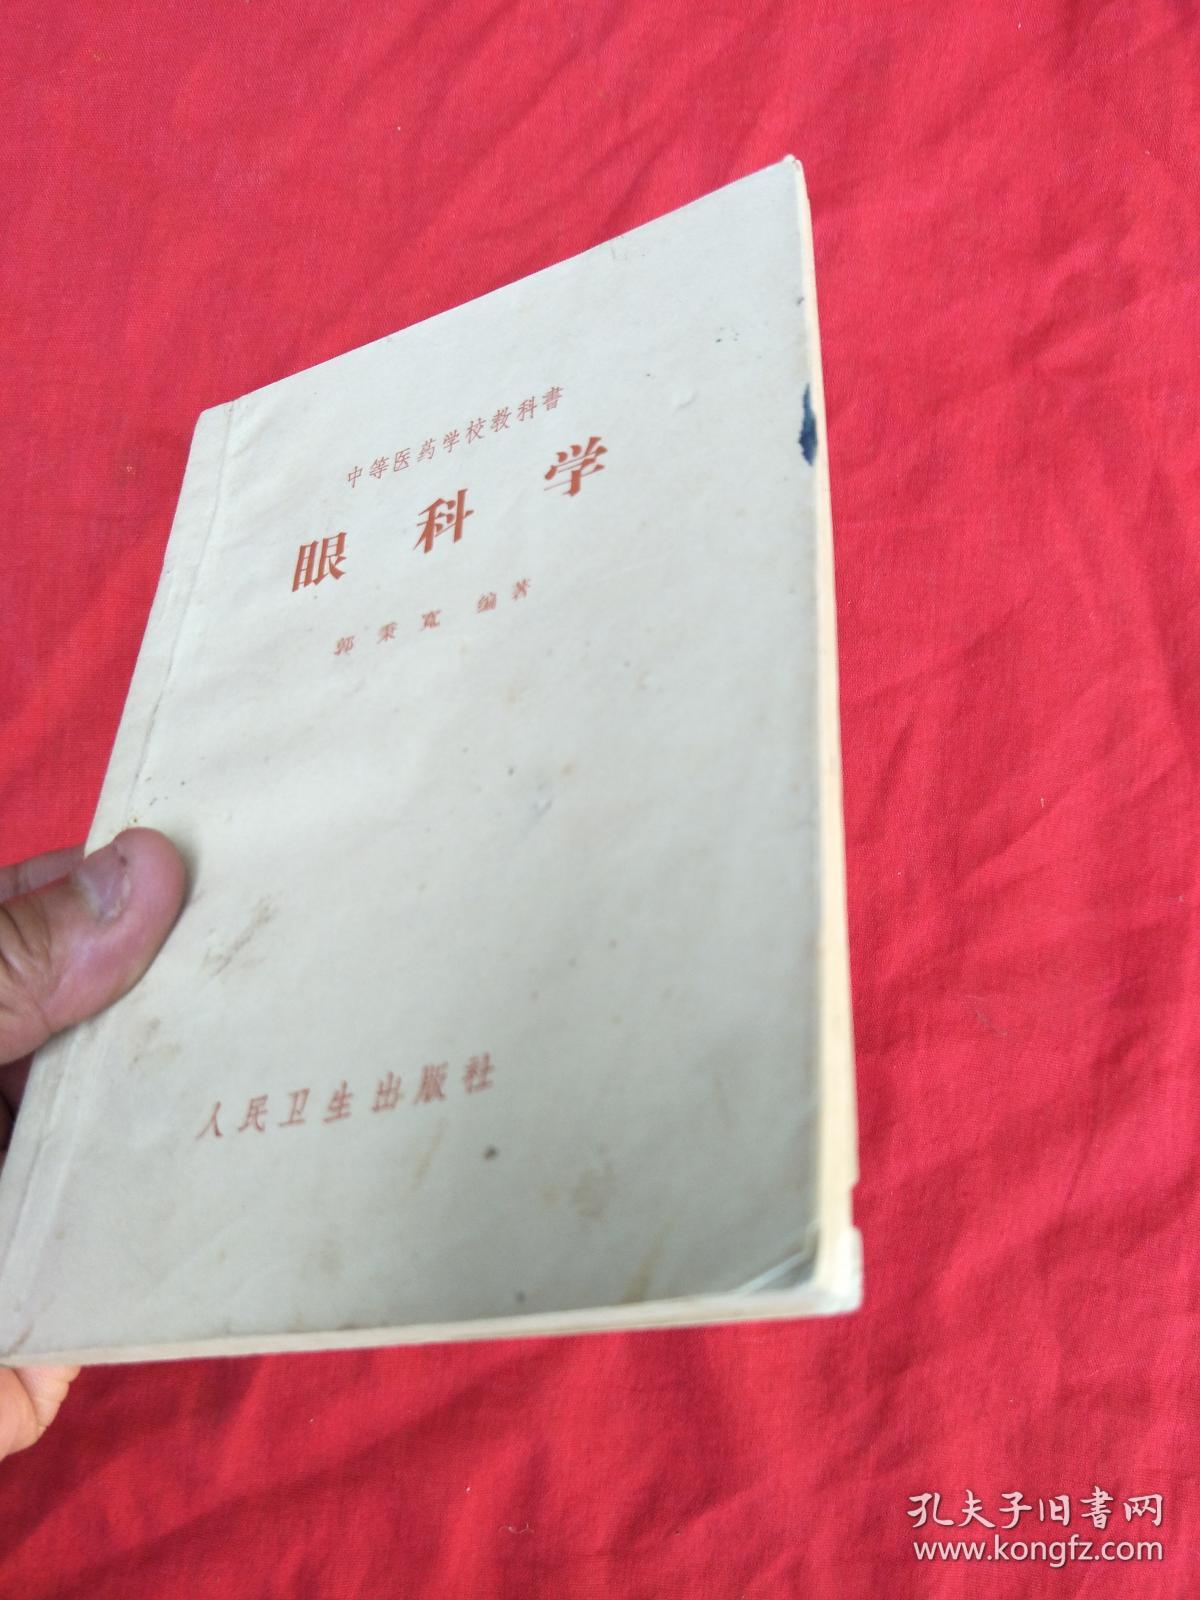 中等医药学校教科書
眼科学
郭秉寬 编著
人民卫生出版社
孔夫子旧书网
www.kongfz.com